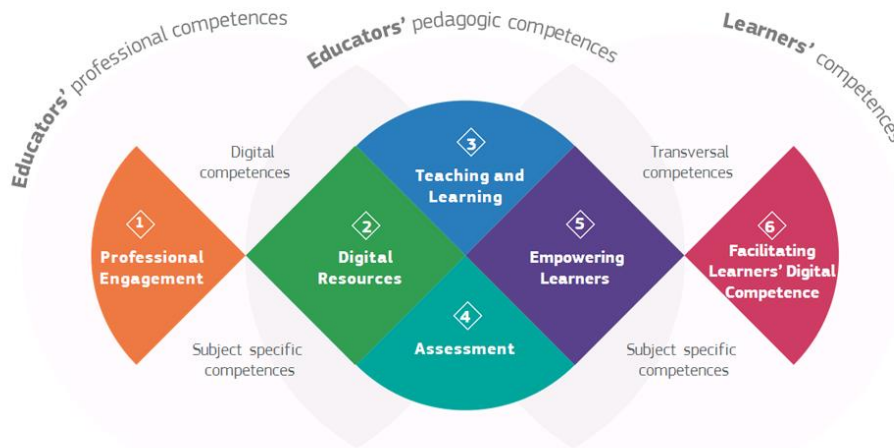 Educators' professional competences
Educators' pedagogic competences
Learners' competences
Digital
competences
Transversal
competences
1
Professional
Engagement
2
Digital
Resources
3
Teaching and
Learning
4
Assessment
5
Empowering
Learners
6
Facilitating
Learners' Digital
Competence
Subject specific
competences
Subject specific
competences